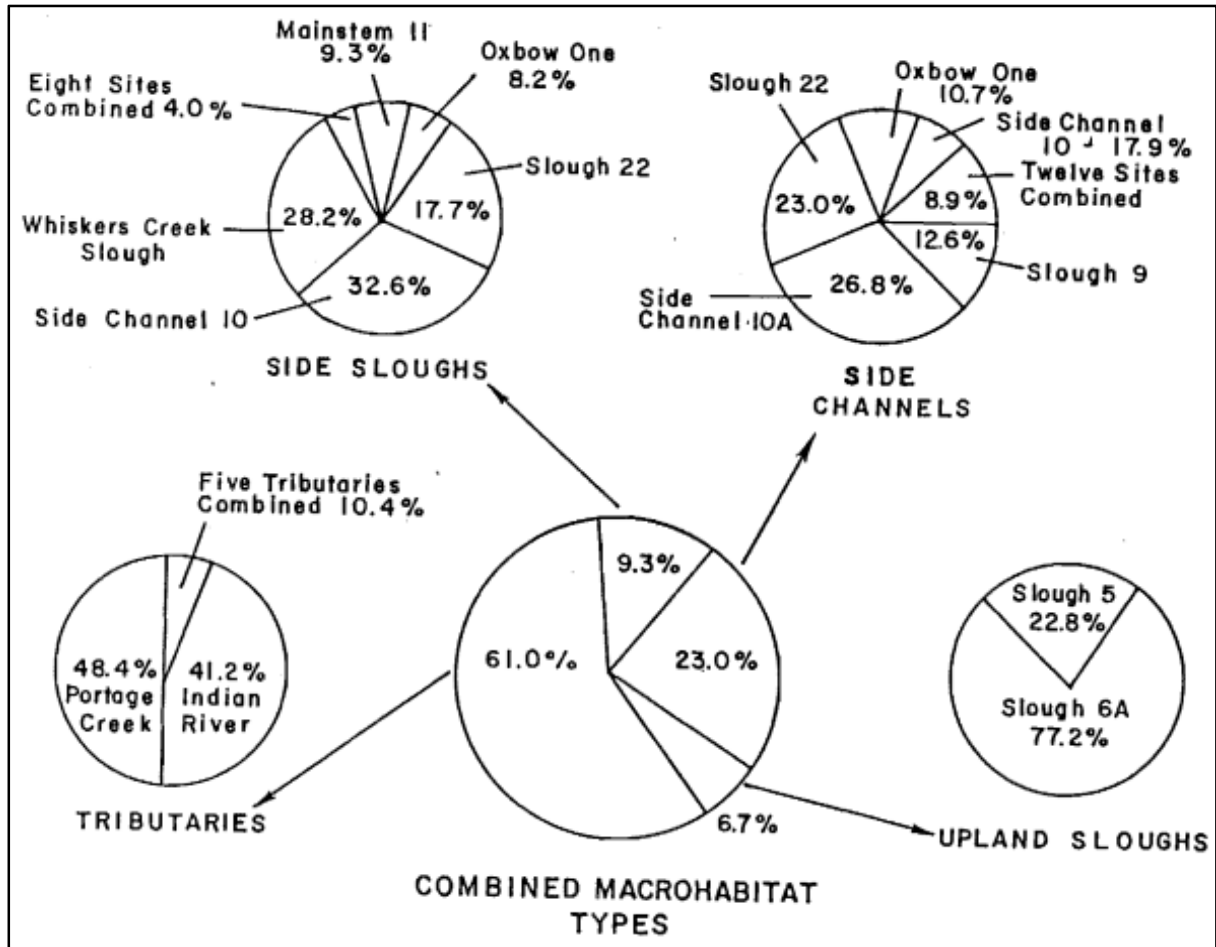 Mainstem 11
9.3%
Oxbow One
8.2%
Eight Sites
Combined 4.0%
Slough 22
17.7%
28.2%
Whiskers Creek
Slough
32.6%
Side Channel 10
SIDE SLOUGHS
Oxbow One
10.7%
Slough 22
Side Channel
10 - 17.9%
Twelve Sites
Combined
8.9%
23.0%
12.6%
Slough 9
26.8%
Side
Channel 10A
SIDE
CHANNELS
Five Tributaries
Combined 10.4%
48.4%
Portage
Creek
41.2%
Indian
River
TRIBUTARIES
9.3%
61.0%
23.0%
6.7%
COMBINED MACROHABITAT
TYPES
Slough 5
22.8%
Slough 6A
77.2%
UPLAND SLOUGHS